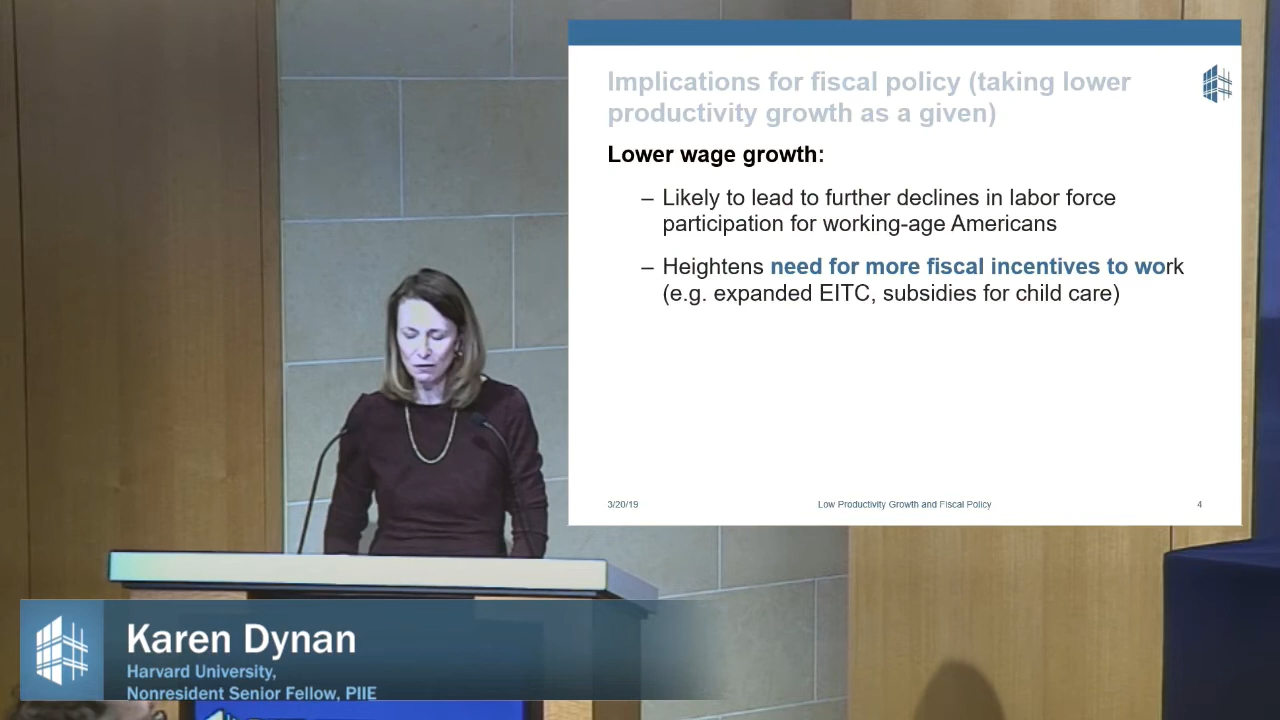 Implications for fiscal policy (taking lower
productivity growth as a given)
Lower wage growth:
– Likely to lead to further declines in labor force
participation for working-age Americans
– Heightens need for more fiscal incentives to work
(e.g. expanded EITC, subsidies for child care)
3/20/19
Low Productivity Growth and Fiscal Policy
4
Karen Dynan
Harvard University,
Nonresident Senior Fellow, PIIE